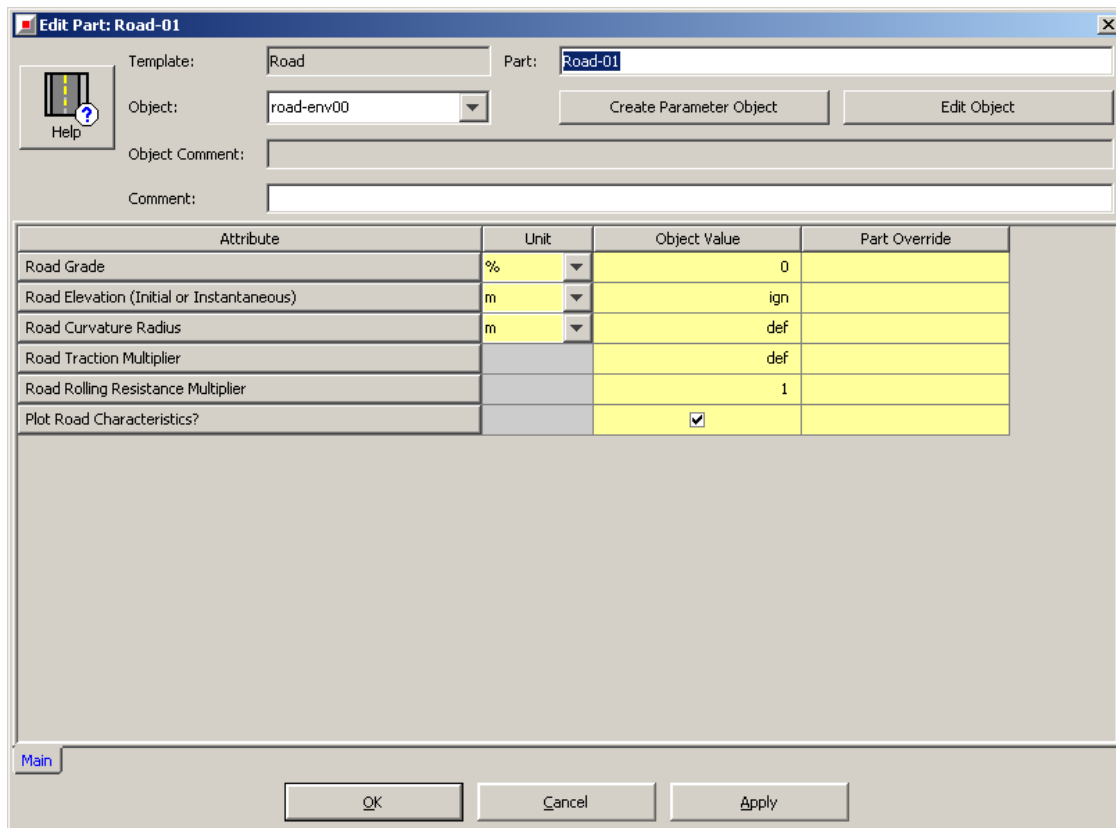 Edit Part: Road-01
Template: Road Part: Road-01
Help
Object: road-env00 Create Parameter Object Edit Object
Object Comment:
Comment:
Attribute Unit Object Value Part Override
Road Grade % 0
Road Elevation (Initial or Instantaneous) m ign
Road Curvature Radius m def
Road Traction Multiplier def
Road Rolling Resistance Multiplier 1
Plot Road Characteristics?
Main
OK Cancel Apply